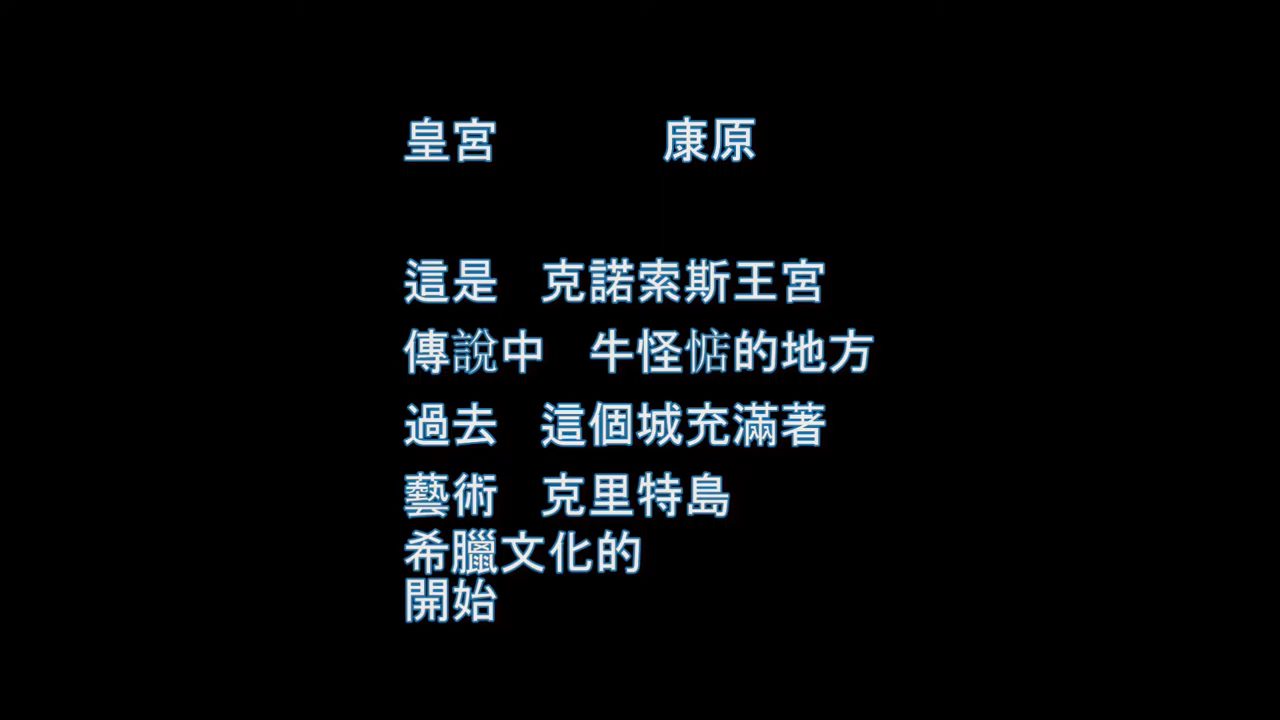 皇宮 康原
這是 克諾索斯王宮
傳說中 牛怪惦的地方
過去 這個城充滿著
藝術 克里特島
希臘文化的
開始